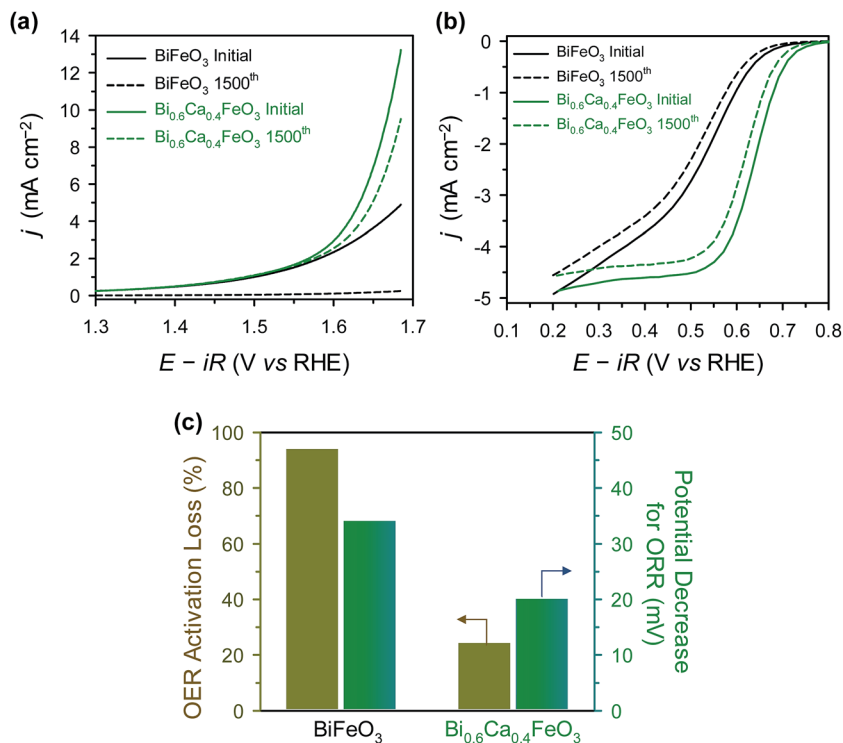 (a)
14
12
10
8
6
4
2
0
j (mA cm⁻²)
BiFeO₃ Initial
BiFeO₃ 1500ᵗʰ
Bi₀.₆Ca₀.₄FeO₃ Initial
Bi₀.₆Ca₀.₄FeO₃ 1500ᵗʰ
1.3 1.4 1.5 1.6 1.7
E − iR (V vs RHE)
(b)
0
-1
-2
-3
-4
-5
j (mA cm⁻²)
BiFeO₃ Initial
BiFeO₃ 1500ᵗʰ
Bi₀.₆Ca₀.₄FeO₃ Initial
Bi₀.₆Ca₀.₄FeO₃ 1500ᵗʰ
0.1 0.2 0.3 0.4 0.5 0.6 0.7 0.8
E − iR (V vs RHE)
(c)
100
80
60
40
20
0
OER Activation Loss (%)
50
40
30
20
10
0
Potential Decrease
for ORR (mV)
BiFeO₃ Bi₀.₆Ca₀.₄FeO₃